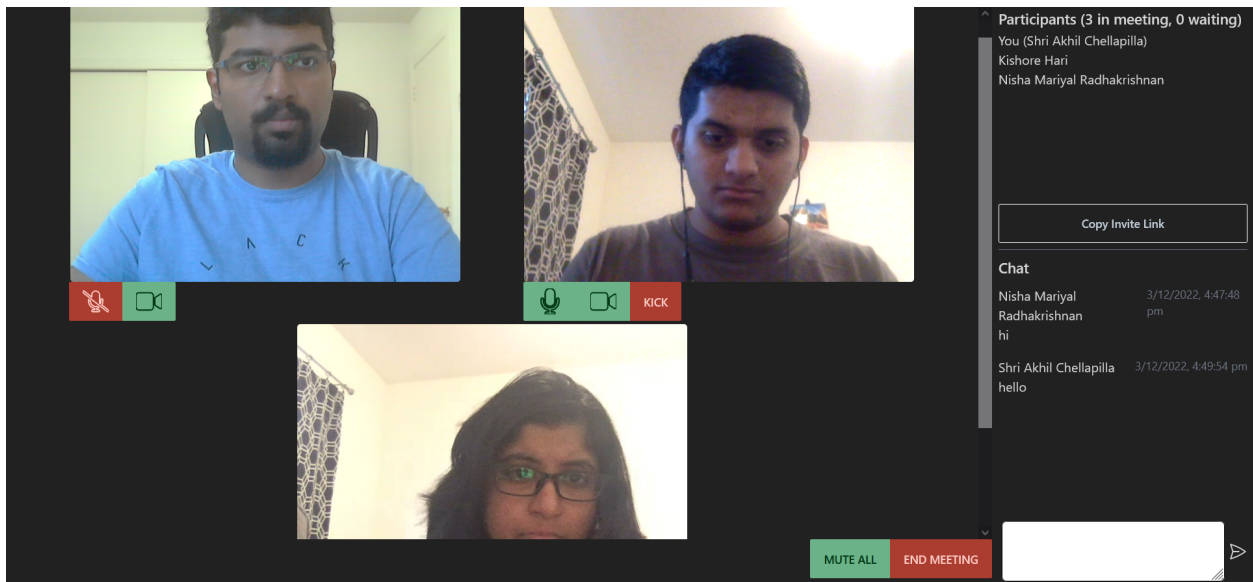 Participants (3 in meeting, 0 waiting)
You (Shri Akhil Chellapilla)
Kishore Hari
Nisha Mariyal Radhakrishnan
Copy Invite Link
Chat
Nisha Mariyal 3/12/2022, 4:47:48
Radhakrishnan pm
hi
Shri Akhil Chellapilla 3/12/2022, 4:49:54 pm
hello
L A C K
KICK
MUTE ALL END MEETING